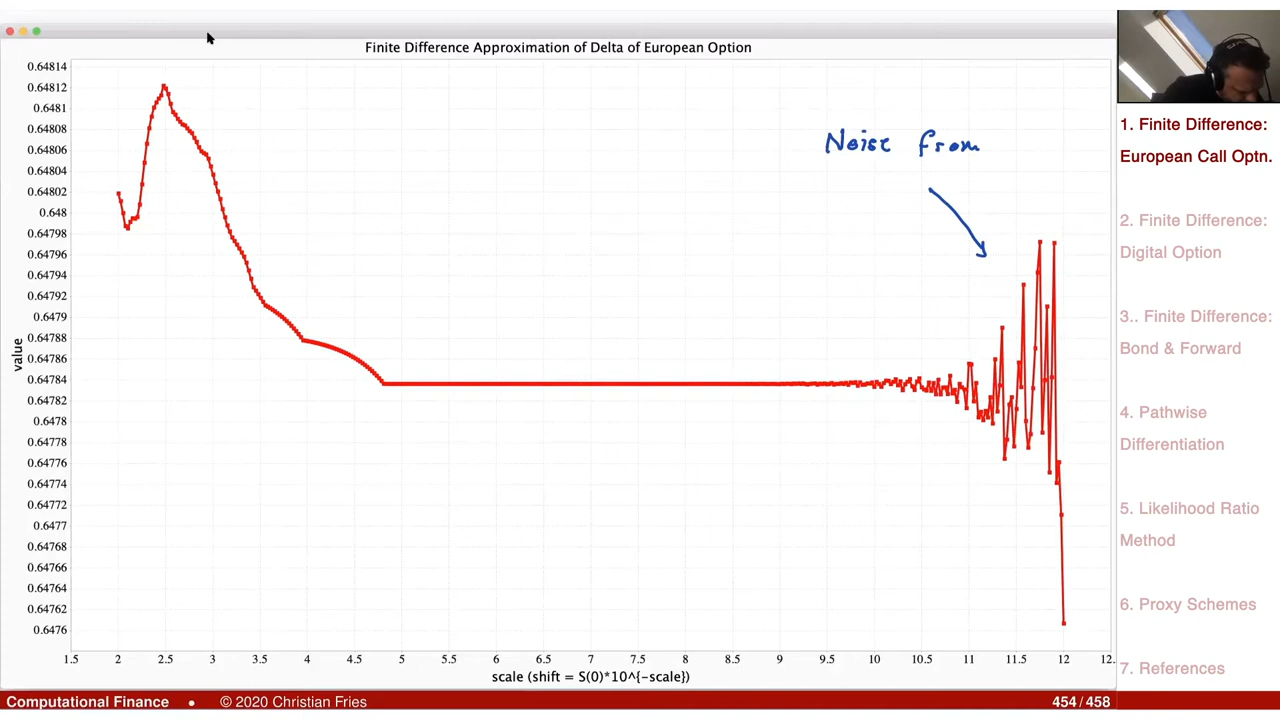 Finite Difference Approximation of Delta of European Option
0.64814
0.64812
0.6481
0.64808
0.64806
0.64804
0.64802
0.648
0.64798
0.64796
0.64794
0.64792
0.6479
0.64788
0.64786
0.64784
0.64782
0.6478
0.64778
0.64776
0.64774
0.64772
0.6477
0.64768
0.64766
0.64764
0.64762
0.6476
value
Noise from
1.5 2 2.5 3 3.5 4 4.5 5 5.5 6 6.5 7 7.5 8 8.5 9 9.5 10 10.5 11 11.5 12 12.
scale (shift = S(0)*10^{-scale})
1. Finite Difference:
European Call Optn.
2. Finite Difference:
Digital Option
3.. Finite Difference:
Bond & Forward
4. Pathwise
Differentiation
5. Likelihood Ratio
Method
6. Proxy Schemes
7. References
Computational Finance • © 2020 Christian Fries 454/458